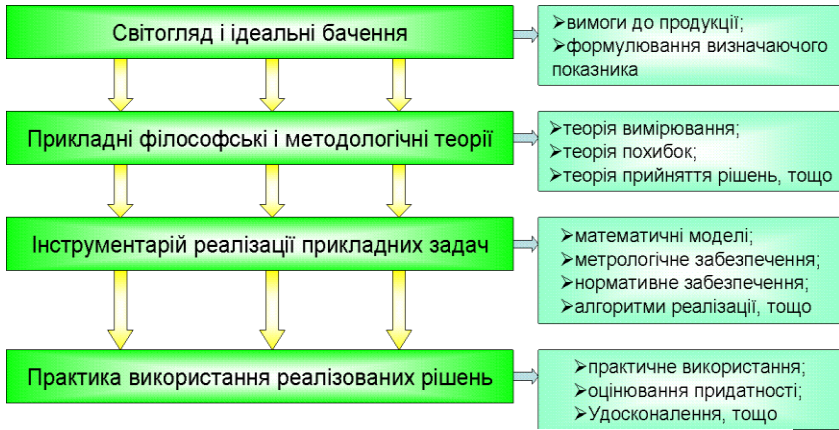 Світогляд і ідеальні бачення
➢вимоги до продукції;
➢формулювання визначаючого
показника
Прикладні філософські і методологічні теорії
➢теорія вимірювання;
➢теорія похибок;
➢теорія прийняття рішень, тощо
Інструментарій реалізації прикладних задач
➢математичні моделі;
➢метрологічне забезпечення;
➢нормативне забезпечення;
➢алгоритми реалізації, тощо
Практика використання реалізованих рішень
➢практичне використання;
➢оцінювання придатності;
➢Удосконалення, тощо